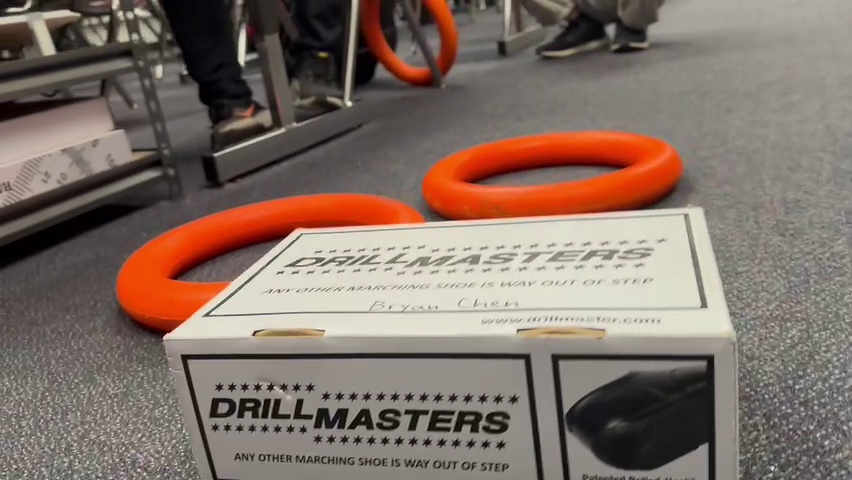 DRILLMASTERS
ANY OTHER MARCHING SHOE IS WAY OUT OF STEP
Bryan Chen
www.drillmaster.com
DRILLMASTERS
ANY OTHER MARCHING SHOE IS WAY OUT OF STEP